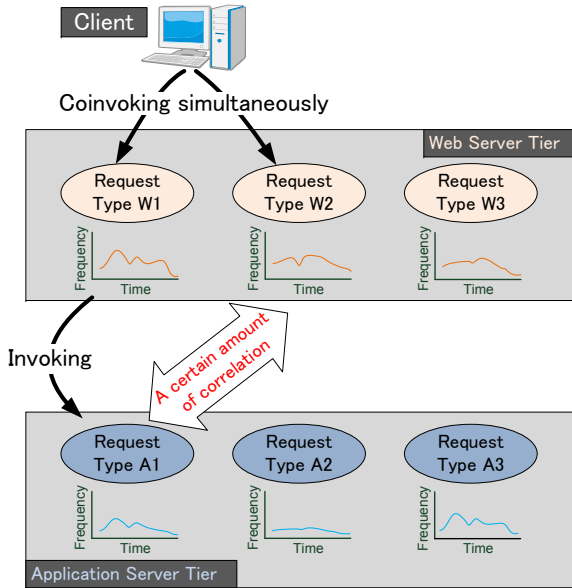 Client
Coinvoking simultaneously
Web Server Tier
Request
Type W1
Request
Type W2
Request
Type W3
Frequency
Time
Frequency
Time
Frequency
Time
Invoking
A certain amount
of correlation
Request
Type A1
Request
Type A2
Request
Type A3
Frequency
Time
Frequency
Time
Frequency
Time
Application Server Tier